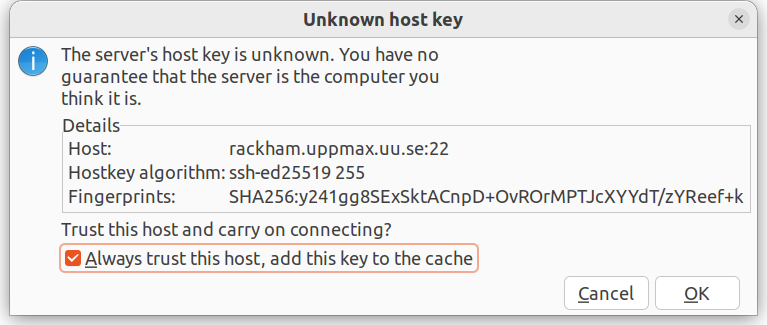 Unknown host key
The server's host key is unknown. You have no
guarantee that the server is the computer you
think it is.
Details
Host: rackham.uppmax.uu.se:22
Hostkey algorithm: ssh-ed25519 255
Fingerprints: SHA256:y241gg8SExSktACnpD+OvROrMPTJcXYYdT/zYReef+k
Trust this host and carry on connecting?
Always trust this host, add this key to the cache
Cancel OK